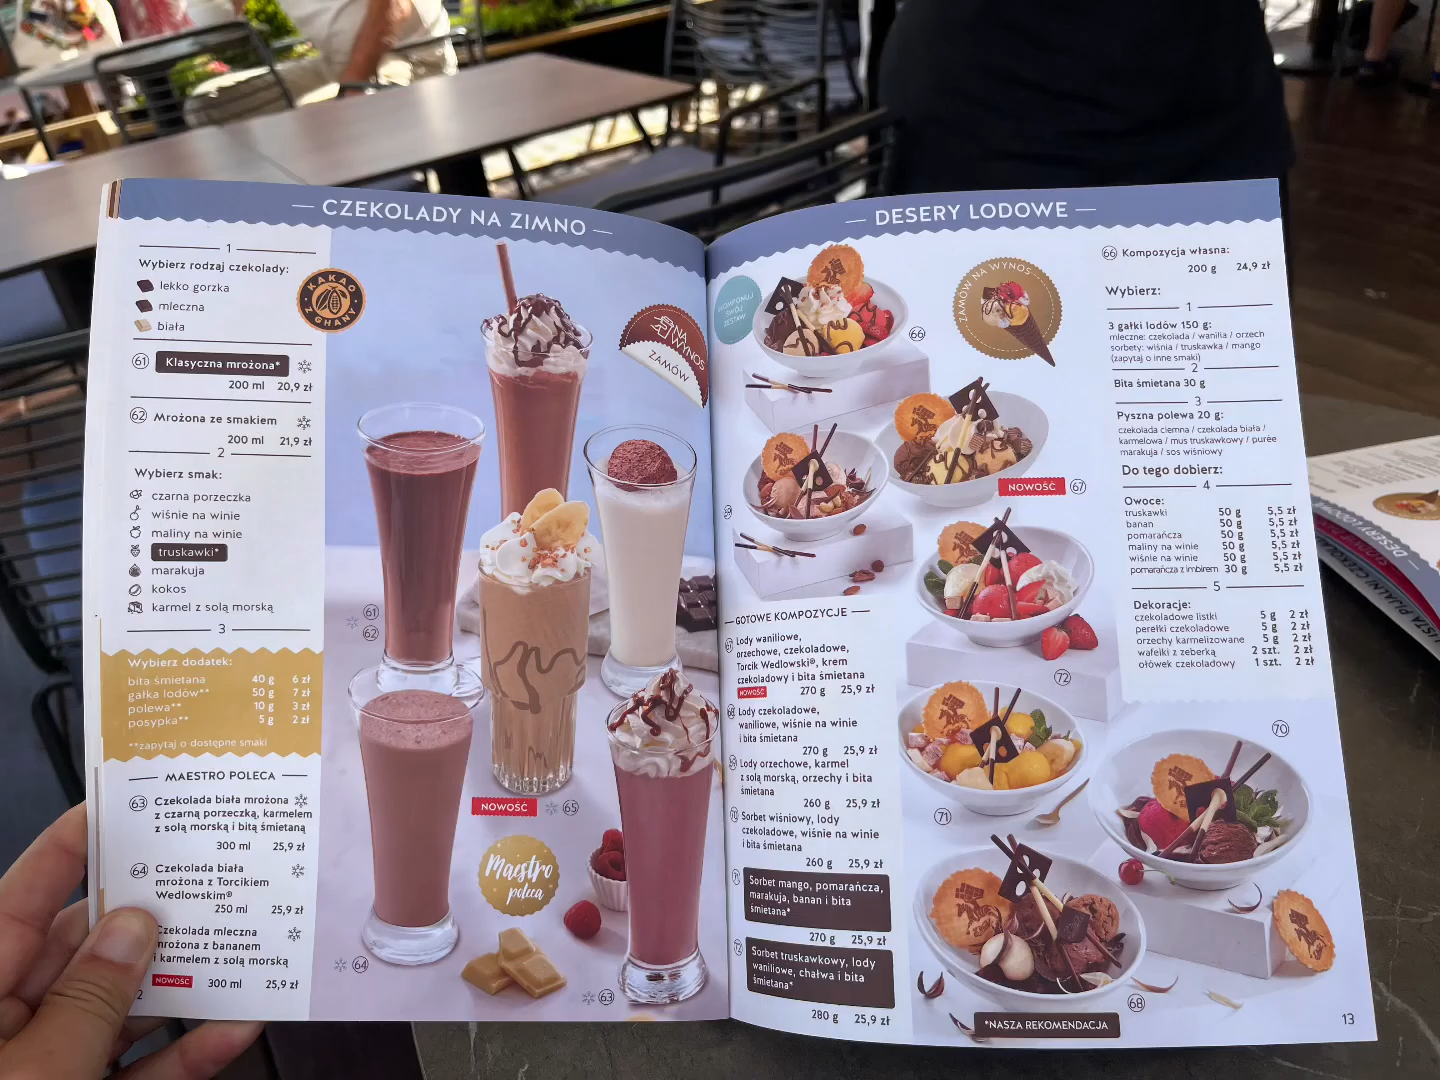 CZEKOLADY NA ZIMNO
1
Wybierz rodzaj czekolady:
lekko gorzka
mleczna
biała
KAKAO
Z GHANY
61 Klasyczna mrożona*
200 ml 20,9 zł
62 Mrożona ze smakiem
200 ml 21,9 zł
2
Wybierz smak:
czarna porzeczka
wiśnie na winie
maliny na winie
truskawki*
marakuja
kokos
karmel z solą morską
3
Wybierz dodatek:
bita śmietana 40 g 6 zł
gałka lodów** 50 g 7 zł
polewa** 10 g 3 zł
posypka** 5 g 2 zł
**zapytaj o dostępne smaki
MAESTRO POLECA
63 Czekolada biała mrożona
z czarną porzeczką, karmelem
z solą morską i bitą śmietaną
300 ml 25,9 zł
64 Czekolada biała
mrożona z Torcikiem
Wedlowskim®
250 ml 25,9 zł
Czekolada mleczna
mrożona z bananem
i karmelem z solą morską
NOWOŚĆ 300 ml 25,9 zł
2
NA
WYNOS
ZAMÓW
61
62
NOWOŚĆ 65
Maestro
poleca
64
63
DESERY LODOWE
KOMPONUJ
SWÓJ
ZESTAW
66
ZAMÓW NA WYNOS
NOWOŚĆ 67
72
71
70
68
GOTOWE KOMPOZYCJE
Lody waniliowe,
orzechowe, czekoladowe,
Torcik Wedlowski®, krem
czekoladowy i bita śmietana
NOWOŚĆ 270 g 25,9 zł
Lody czekoladowe,
waniliowe, wiśnie na winie
i bita śmietana
270 g 25,9 zł
Lody orzechowe, karmel
z solą morską, orzechy i bita
śmietana
260 g 25,9 zł
70 Sorbet wiśniowy, lody
czekoladowe, wiśnie na winie
i bita śmietana
260 g 25,9 zł
71 Sorbet mango, pomarańcza,
marakuja, banan i bita
śmietana*
270 g 25,9 zł
72 Sorbet truskawkowy, lody
waniliowe, chałwa i bita
śmietana*
280 g 25,9 zł
*NASZA REKOMENDACJA
66 Kompozycja własna:
200 g 24,9 zł
Wybierz:
1
3 gałki lodów 150 g:
mleczne: czekolada / wanilia / orzech
sorbety: wiśnia / truskawka / mango
(zapytaj o inne smaki)
2
Bita śmietana 30 g
3
Pyszna polewa 20 g:
czekolada ciemna / czekolada biała /
karmelowa / mus truskawkowy / purée
marakuja / sos wiśniowy
Do tego dobierz:
4
Owoce:
truskawki 50 g 5,5 zł
banan 50 g 5,5 zł
pomarańcza 50 g 5,5 zł
maliny na winie 50 g 5,5 zł
wiśnie na winie 50 g 5,5 zł
pomarańcza z imbirem 30 g 5,5 zł
5
Dekoracje:
czekoladowe listki 5 g 2 zł
perełki czekoladowe 5 g 2 zł
orzechy karmelizowane 5 g 2 zł
wafelki z żeberką 2 szt. 2 zł
ołówek czekoladowy 1 szt. 2 zł
13
DESERY LODOWE